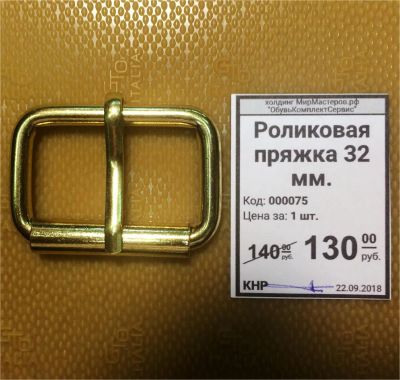 холдинг МирМастеров.рф
"ОбувьКомплектСервис"
Роликовая
пряжка 32
мм.
Код: 000075
Цена за: 1 шт.
140 00 руб. 130 00 руб.
КНР 22.09.2018